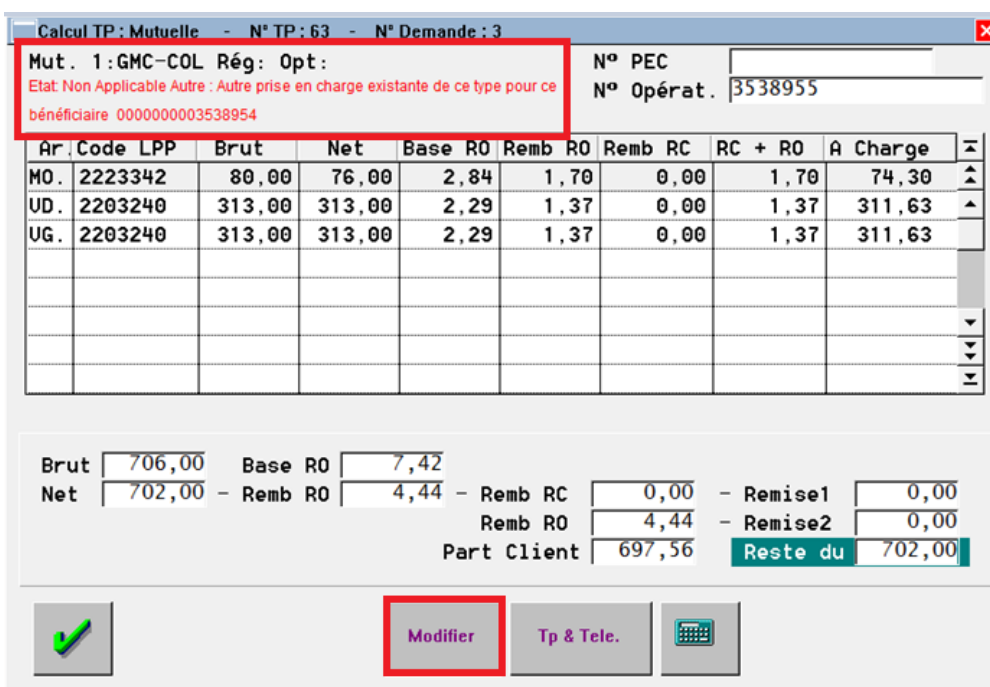 Calcul TP : Mutuelle - N° TP : 63 - N° Demande : 3
Mut. 1:GMC-COL Rég: Opt:
Etat: Non Applicable Autre : Autre prise en charge existante de ce type pour ce
bénéficiaire 0000000003538954
Nº PEC
Nº Opérat. 3538955
Ar. Code LPP Brut Net Base RO Remb RO Remb RC RC + RO A Charge
MO. 2223342 80,00 76,00 2,84 1,70 0,00 1,70 74,30
VD. 2203240 313,00 313,00 2,29 1,37 0,00 1,37 311,63
VG. 2203240 313,00 313,00 2,29 1,37 0,00 1,37 311,63
Brut 706,00 Base RO 7,42
Net 702,00 - Remb RO 4,44 - Remb RC 0,00 - Remise1 0,00
Remb RO 4,44 - Remise2 0,00
Part Client 697,56 Reste du 702,00
Modifier Tp & Tele.